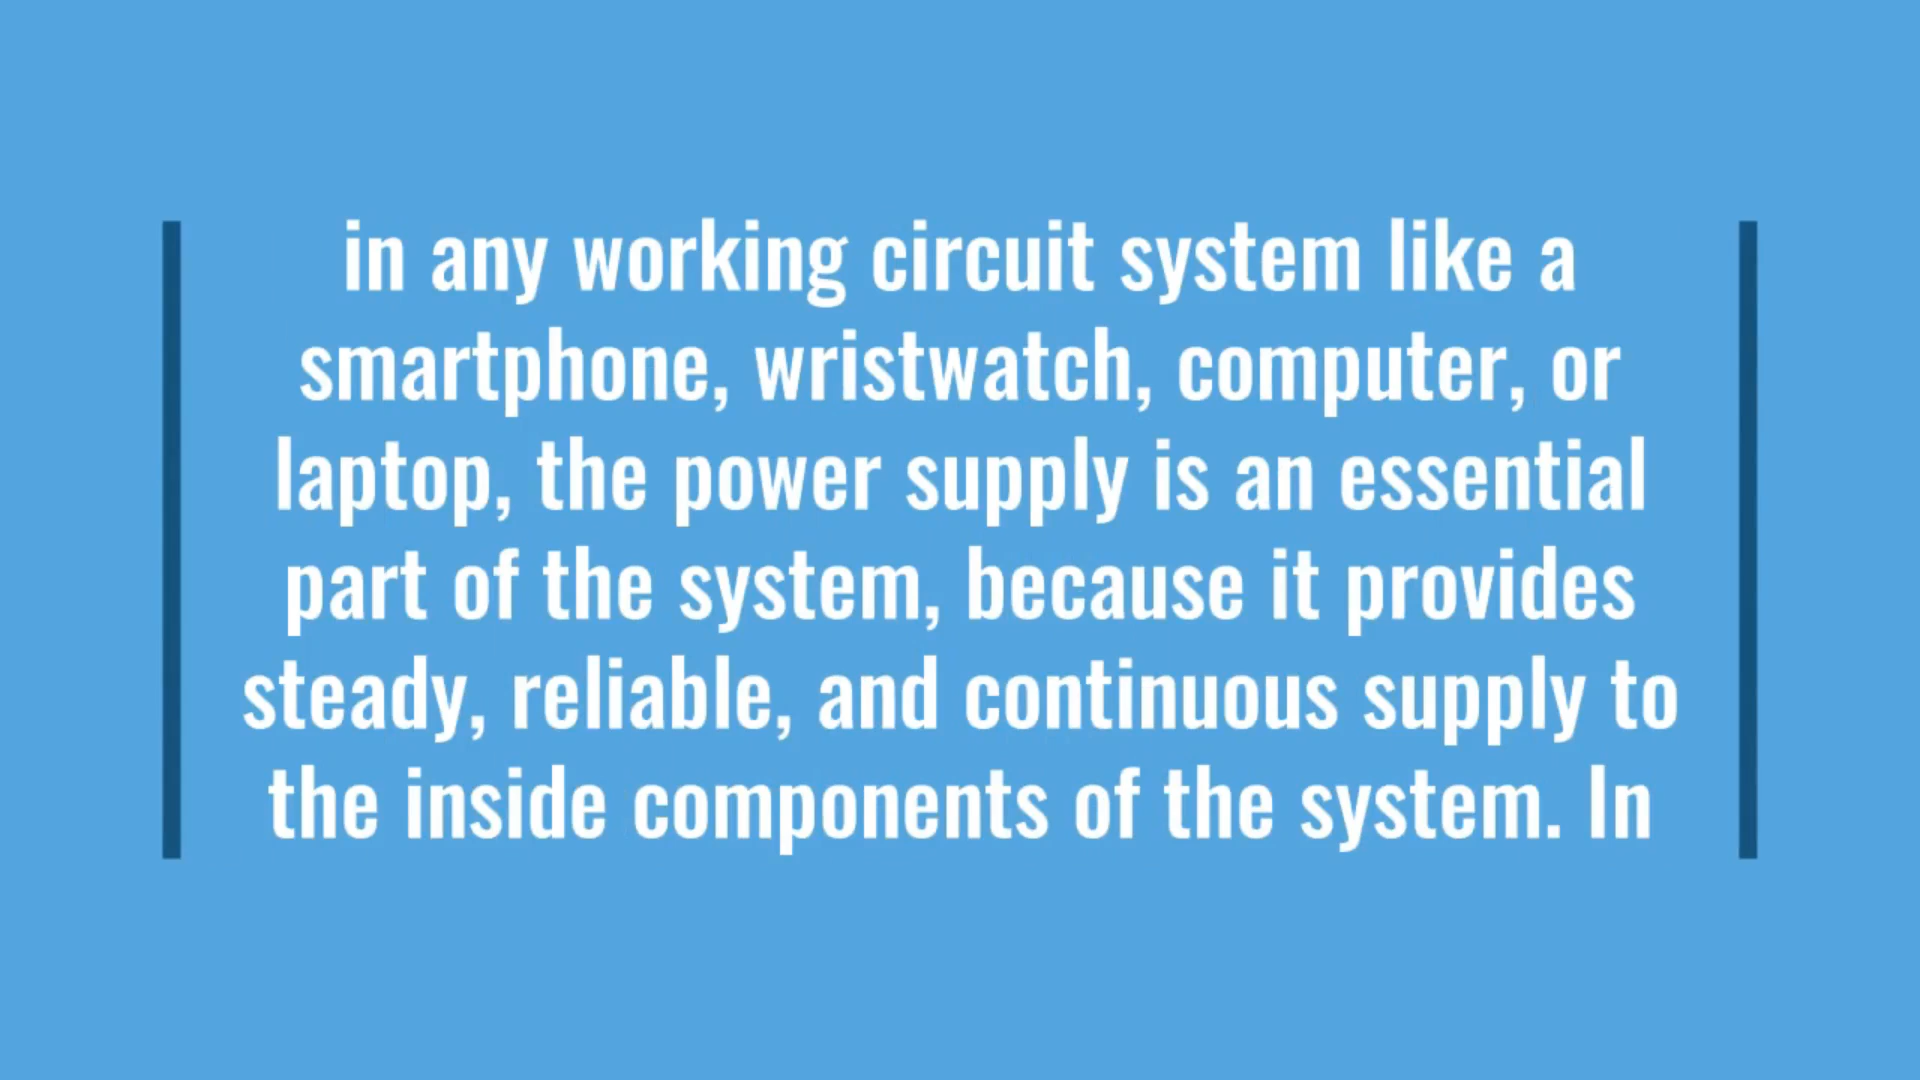 in any working circuit system like a
smartphone, wristwatch, computer, or
laptop, the power supply is an essential
part of the system, because it provides
steady, reliable, and continuous supply to
the inside components of the system. In